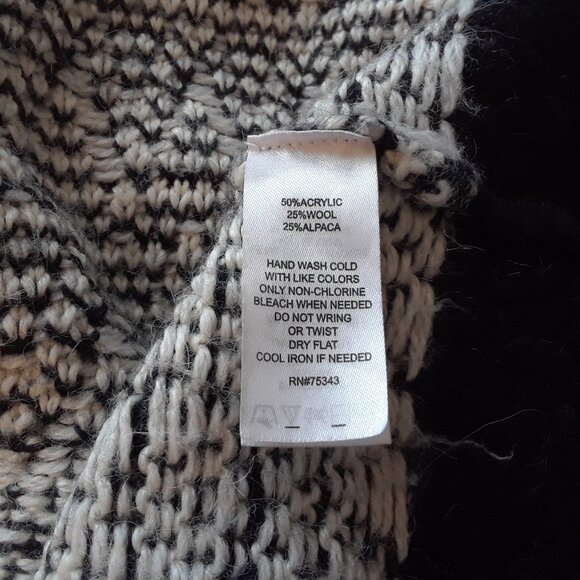 50%ACRYLIC
25%WOOL
25%ALPACA
HAND WASH COLD
WITH LIKE COLORS
ONLY NON-CHLORINE
BLEACH WHEN NEEDED
DO NOT WRING
OR TWIST
DRY FLAT
COOL IRON IF NEEDED
RN#75343